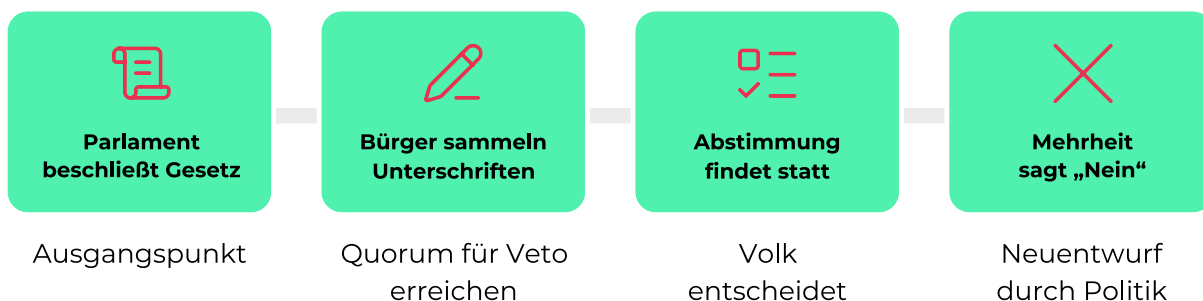 Parlament
beschließt Gesetz
Ausgangspunkt
Bürger sammeln
Unterschriften
Quorum für Veto
erreichen
Abstimmung
findet statt
Volk
entscheidet
Mehrheit
sagt „Nein“
Neuentwurf
durch Politik